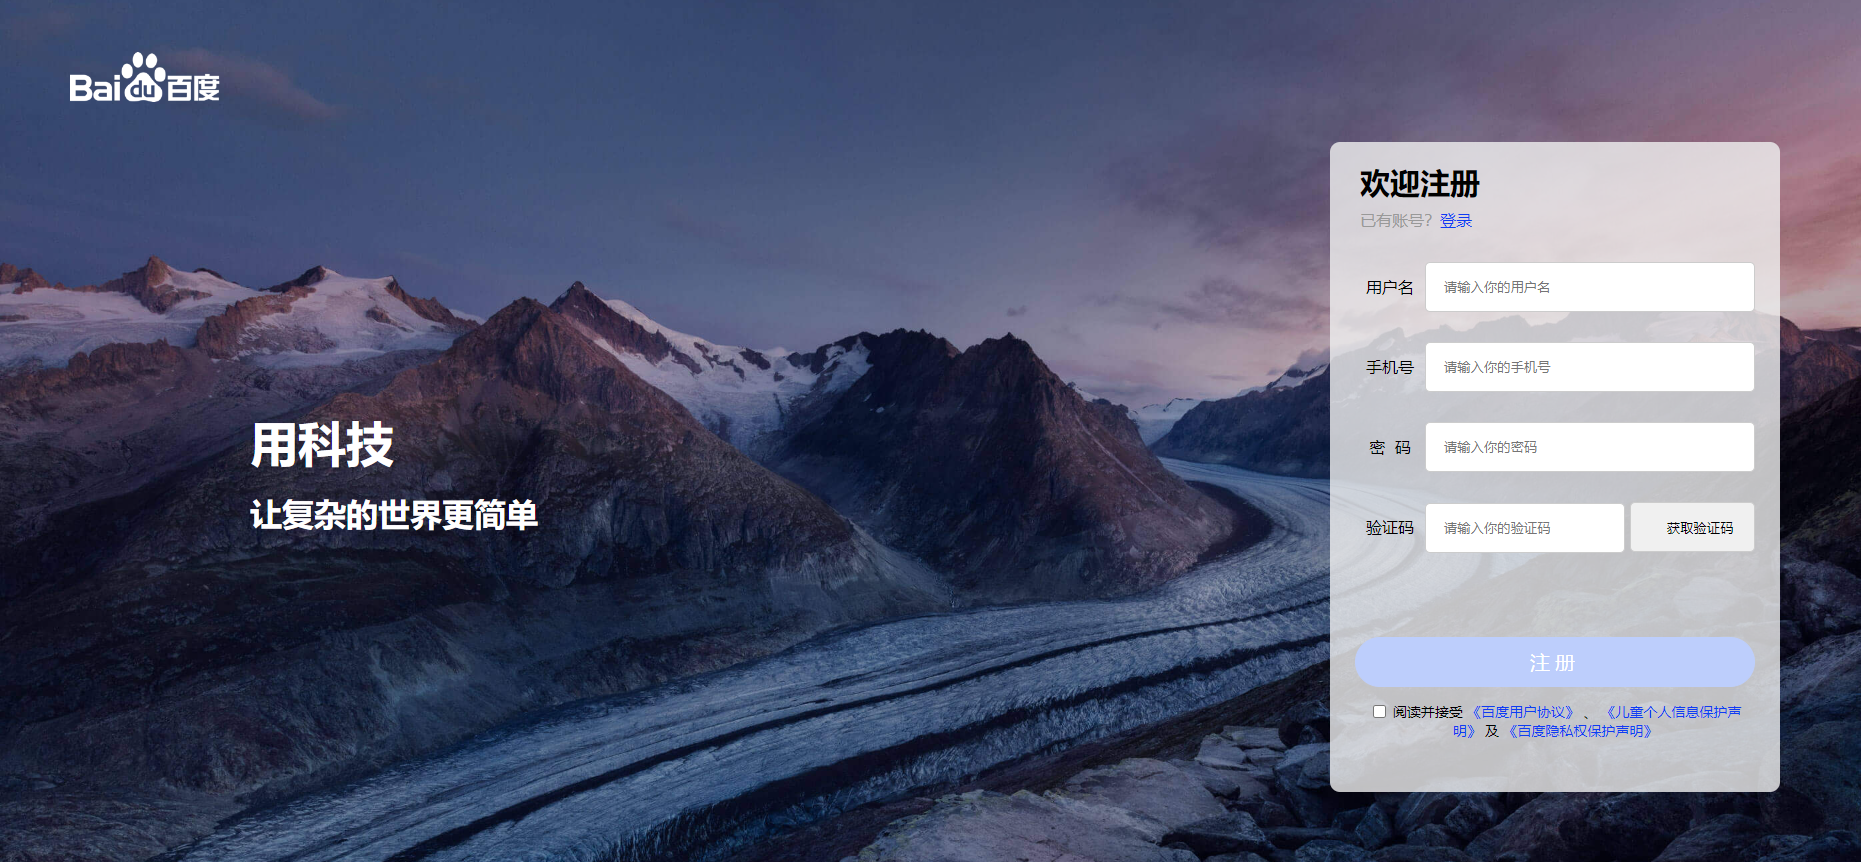 Baidu百度
欢迎注册
已有账号？登录
用户名 请输入你的用户名
手机号 请输入你的手机号
密 码 请输入你的密码
验证码 请输入你的验证码 获取验证码
用科技
让复杂的世界更简单
注 册
阅读并接受《百度用户协议》、《儿童个人信息保护声
明》及《百度隐私权保护声明》